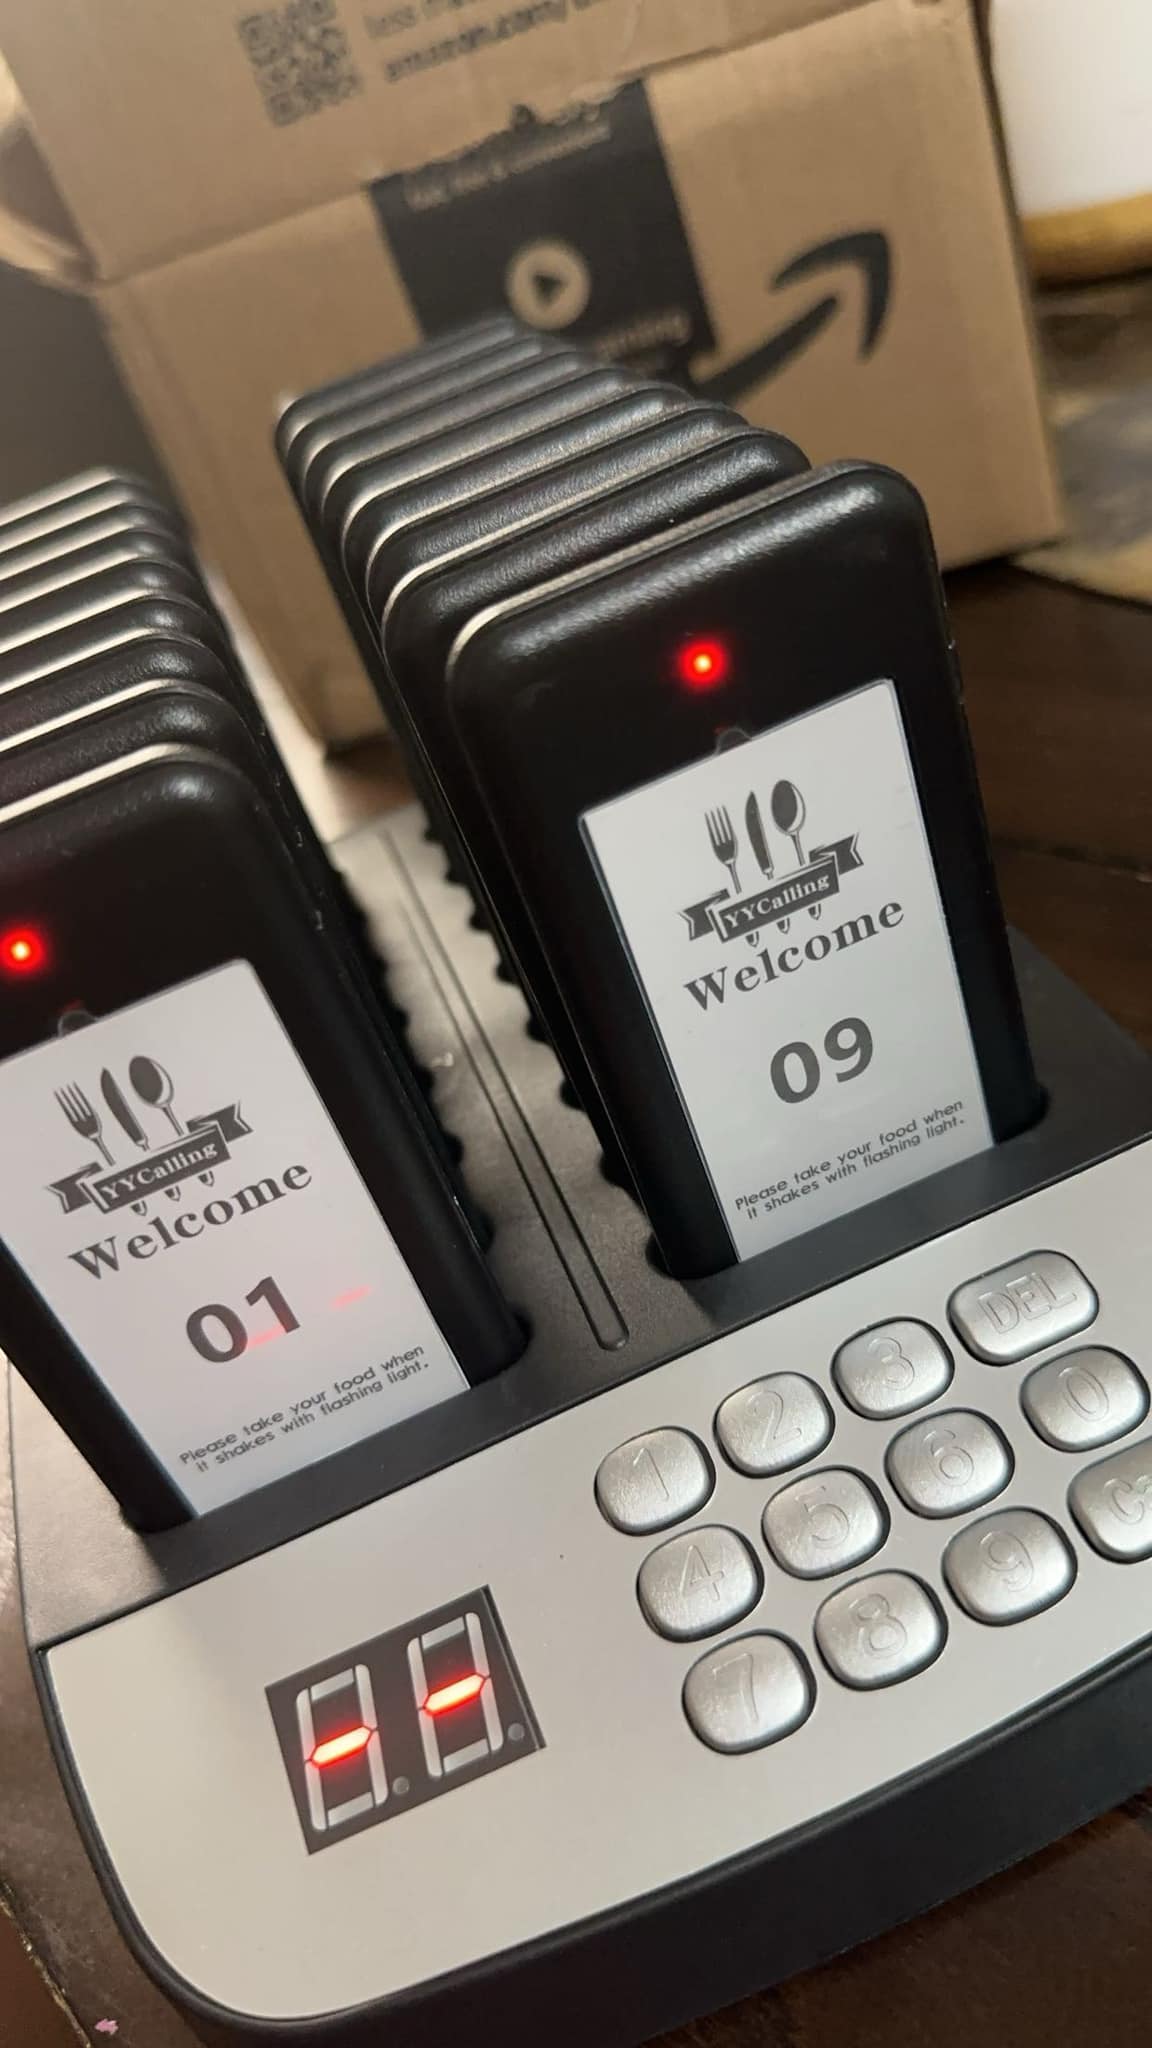 YYCalling
Welcome
09
Please take your food when
it shakes with flashing light.
YYCalling
Welcome
01
Please take your food when
it shakes with flashing light.
1 2 3 DEL
4 5 6 0
7 8 9
--